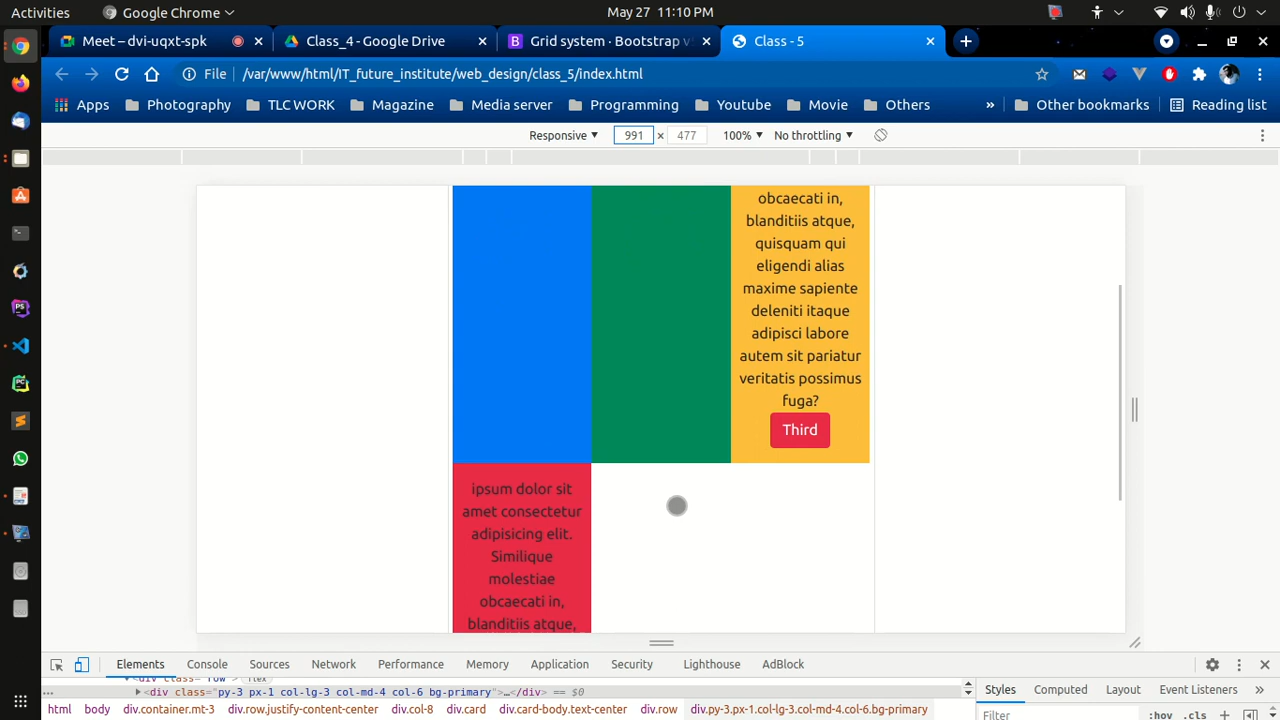 Activities Google Chrome May 27 11:10 PM
Meet – dvi-uqxt-spk Class_4 - Google Drive Grid system · Bootstrap v Class - 5
File /var/www/html/IT_future_institute/web_design/class_5/index.html
Apps Photography TLC WORK Magazine Media server Programming Youtube Movie Others » Other bookmarks Reading list
Responsive 991 × 477 100% No throttling
obcaecati in,
blanditiis atque,
quisquam qui
eligendi alias
maxime sapiente
deleniti itaque
adipisci labore
autem sit pariatur
veritatis possimus
fuga?
Third
ipsum dolor sit
amet consectetur
adipisicing elit.
Similique
molestiae
obcaecati in,
blanditiis atque,
Elements Console Sources Network Performance Memory Application Security Lighthouse AdBlock
<div class="row"> flex
... <div class="py-3 px-1 col-lg-3 col-md-4 col-6 bg-primary">…</div> == $0
html body div.container.mt-3 div.row.justify-content-center div.col-8 div.card div.card-body.text-center div.row div.py-3.px-1.col-lg-3.col-md-4.col-6.bg-primary
Styles Computed Layout Event Listeners »
Filter :hov .cls